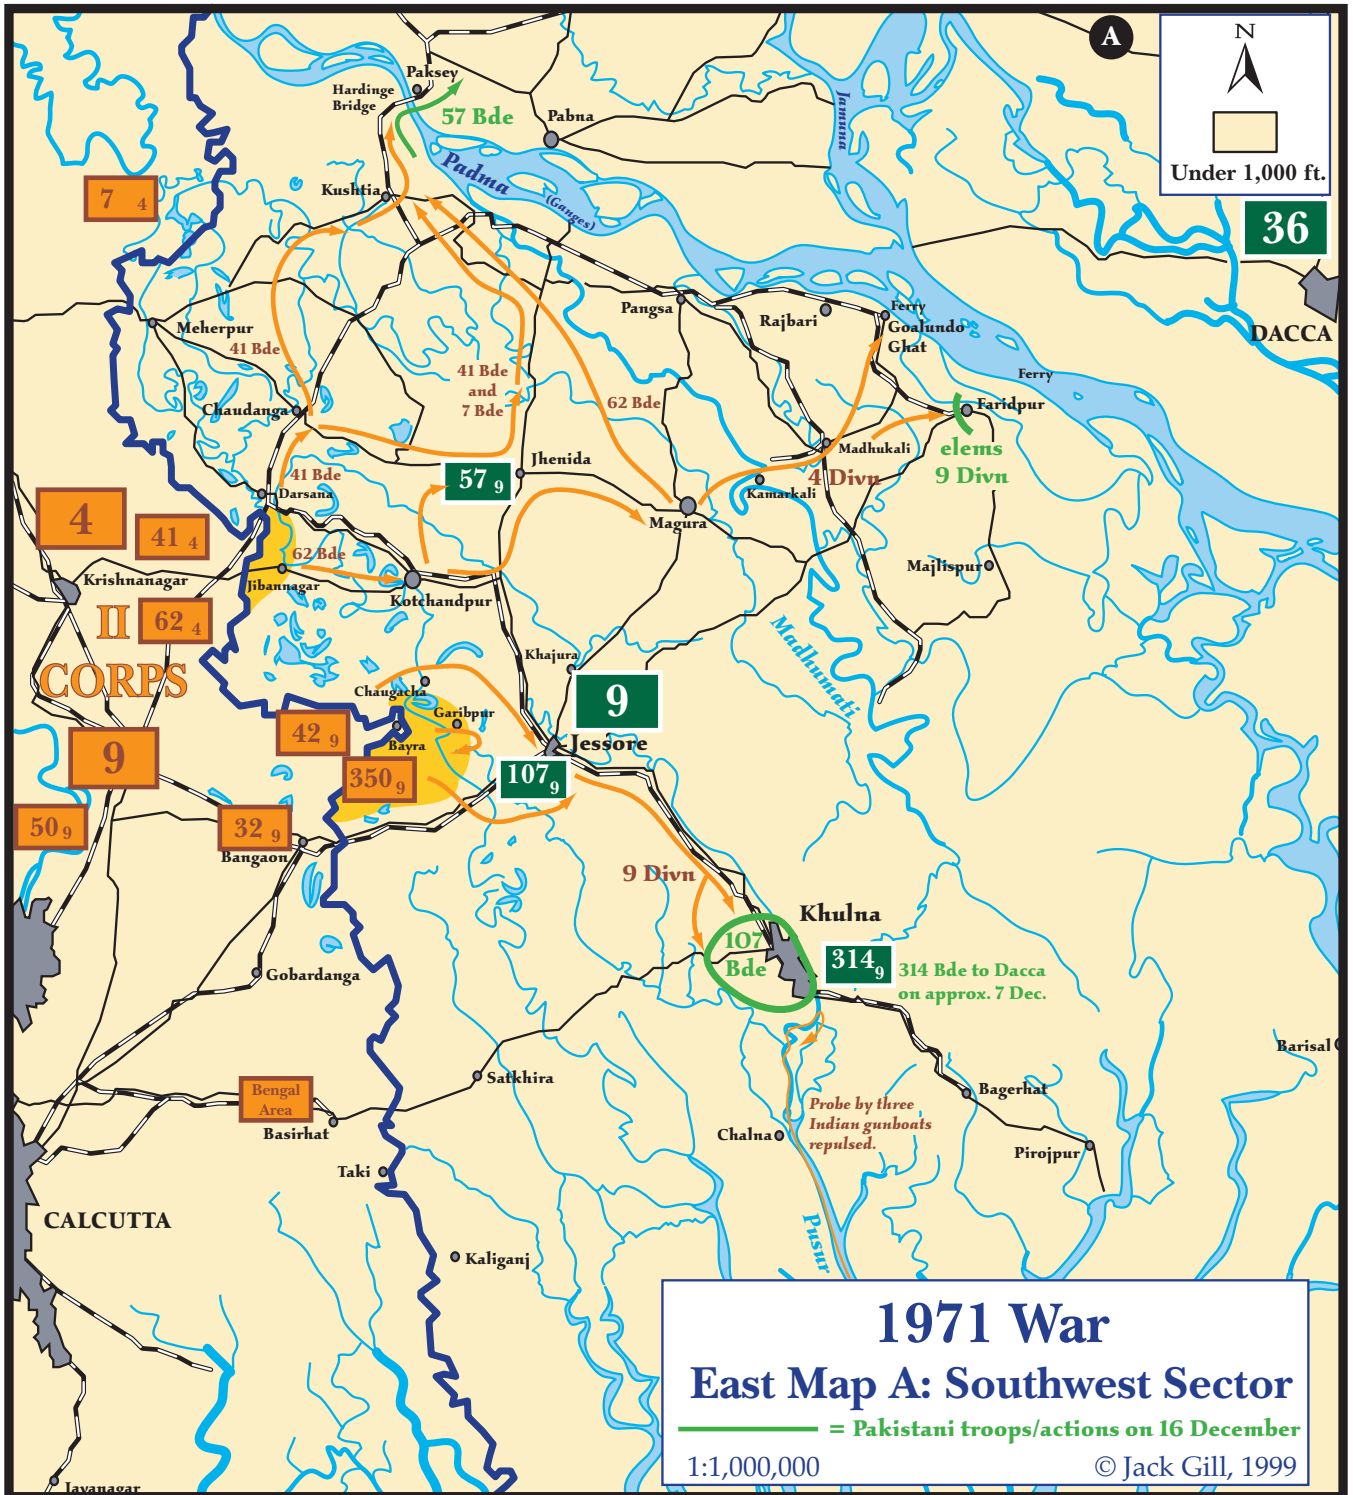 A
N
Under 1,000 ft.
36
DACCA
Paksey
Hardinge
Bridge
57 Bde
Pabna
Jamuna
Padma
(Ganges)
7 4
Kushtia
Meherpur
41 Bde
Pangsa
Rajbari
Ferry
Goalundo
Ghat
Ferry
41 Bde
and
7 Bde
62 Bde
Chaudanga
Faridpur
elems
9 Divn
Madhukali
4 Divn
Kamarkali
Jhenida
57 9
41 Bde
Darsana
Magura
4
41 4
62 Bde
Krishnanagar
Jibannagar
Kotchandpur
Majlispur
II
CORPS
62 4
Madhumati
Khajura
Chaugacha
Garibpur
Bayra
9
Jessore
42 9
9
350 9
107 9
50 9
32 9
Bangaon
9 Divn
Khulna
107
Bde
314 9
314 Bde to Dacca
on approx. 7 Dec.
Gobardanga
Barisal
Satkhira
Bengal
Area
Basirhat
Bagerhat
Probe by three
Indian gunboats
repulsed.
Chalna
Pirojpur
Taki
CALCUTTA
Pusur
Kaliganj
Jayanagar
1971 War
East Map A: Southwest Sector
= Pakistani troops/actions on 16 December
1:1,000,000
© Jack Gill, 1999